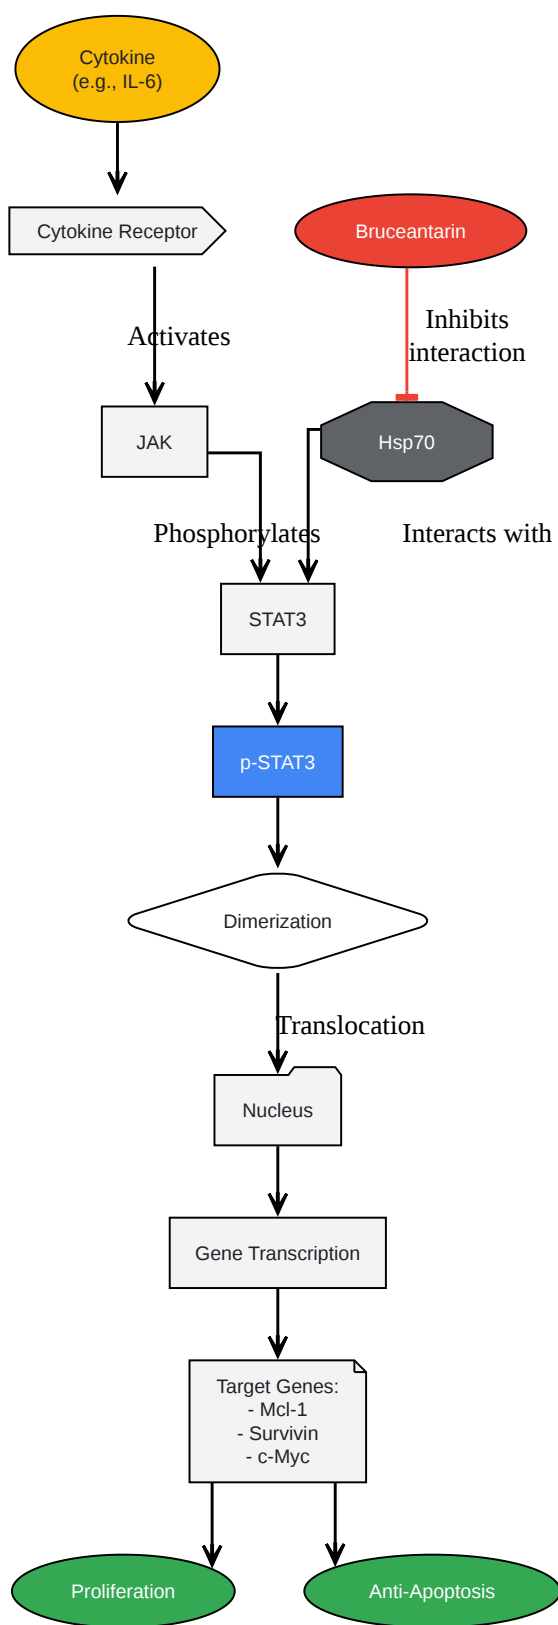 Cytokine
(e.g., IL-6)
Cytokine Receptor
Bruceantarin
Activates
Inhibits
interaction
JAK
Hsp70
Phosphorylates
Interacts with
STAT3
p-STAT3
Dimerization
Translocation
Nucleus
Gene Transcription
Target Genes:
- Mcl-1
- Survivin
- c-Myc
Proliferation
Anti-Apoptosis